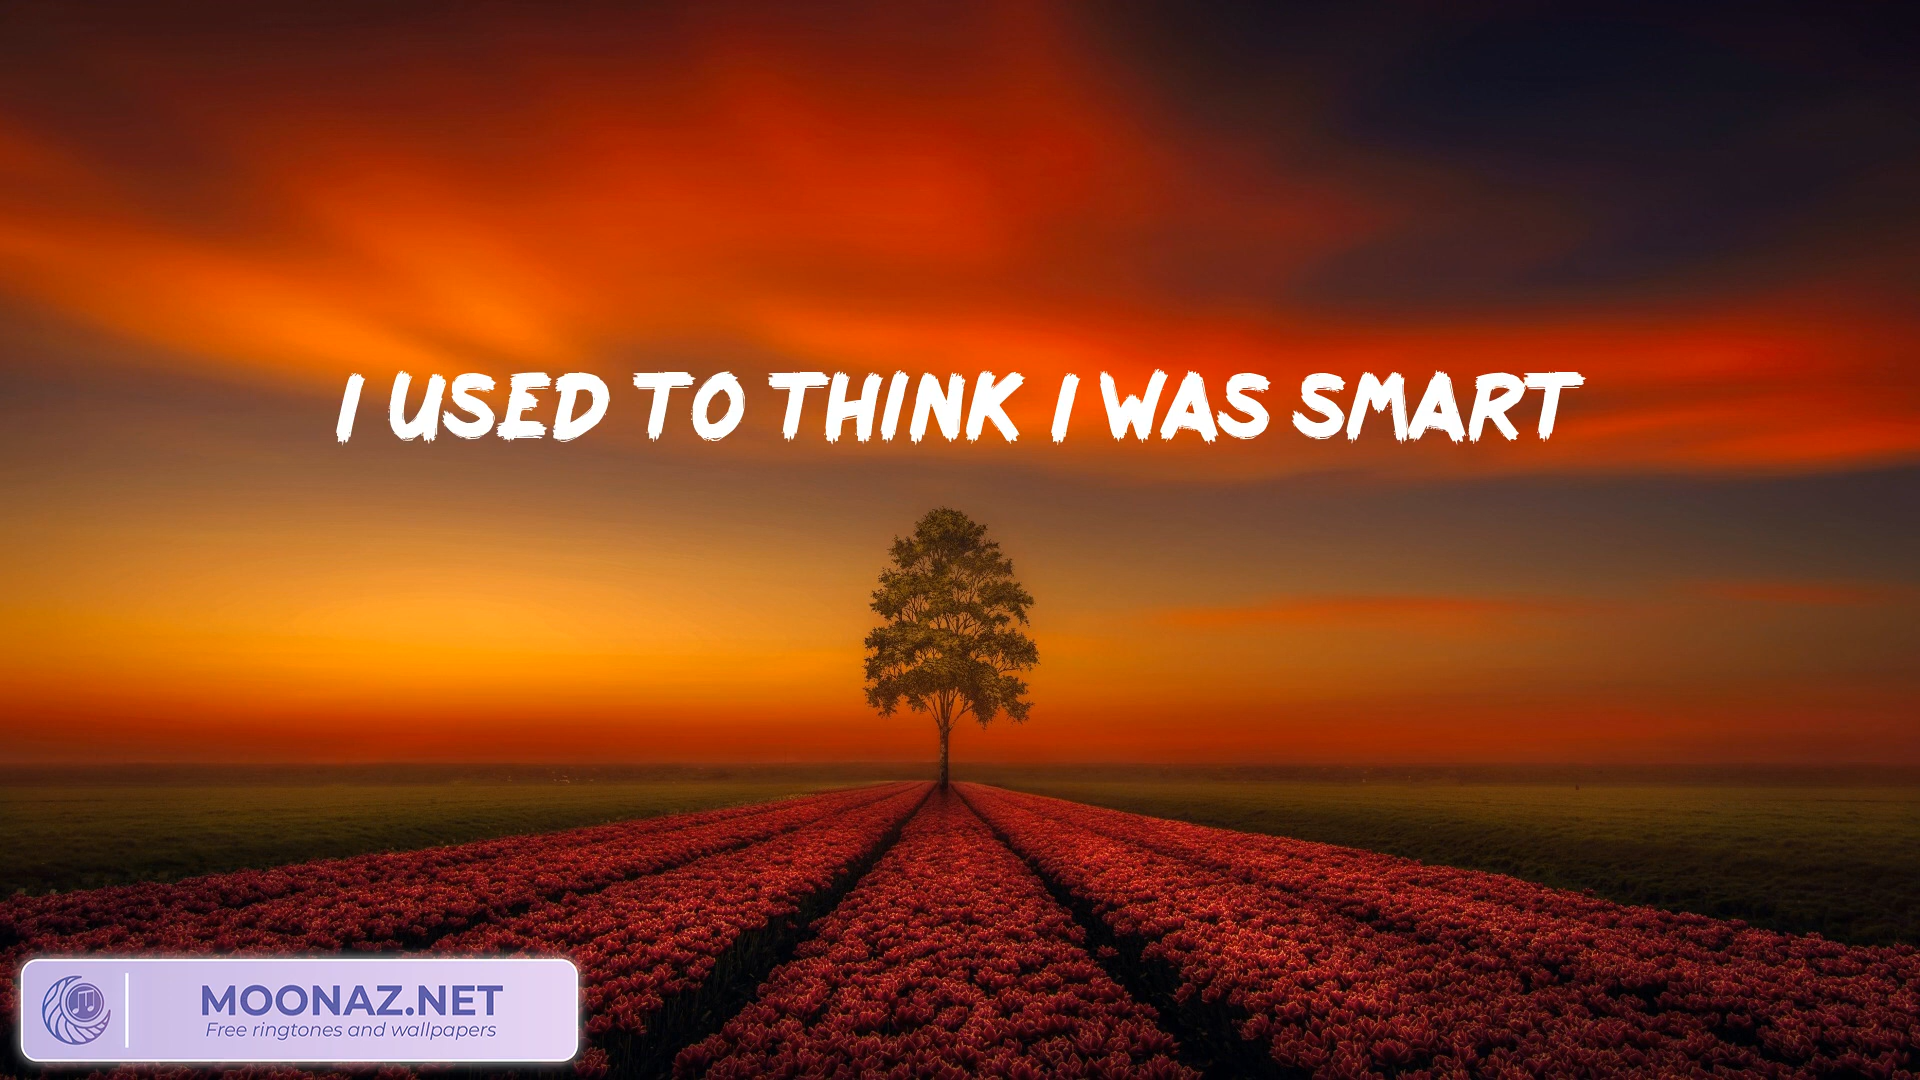 I USED TO THINK I WAS SMART
MOONAZ.NET
Free ringtones and wallpapers